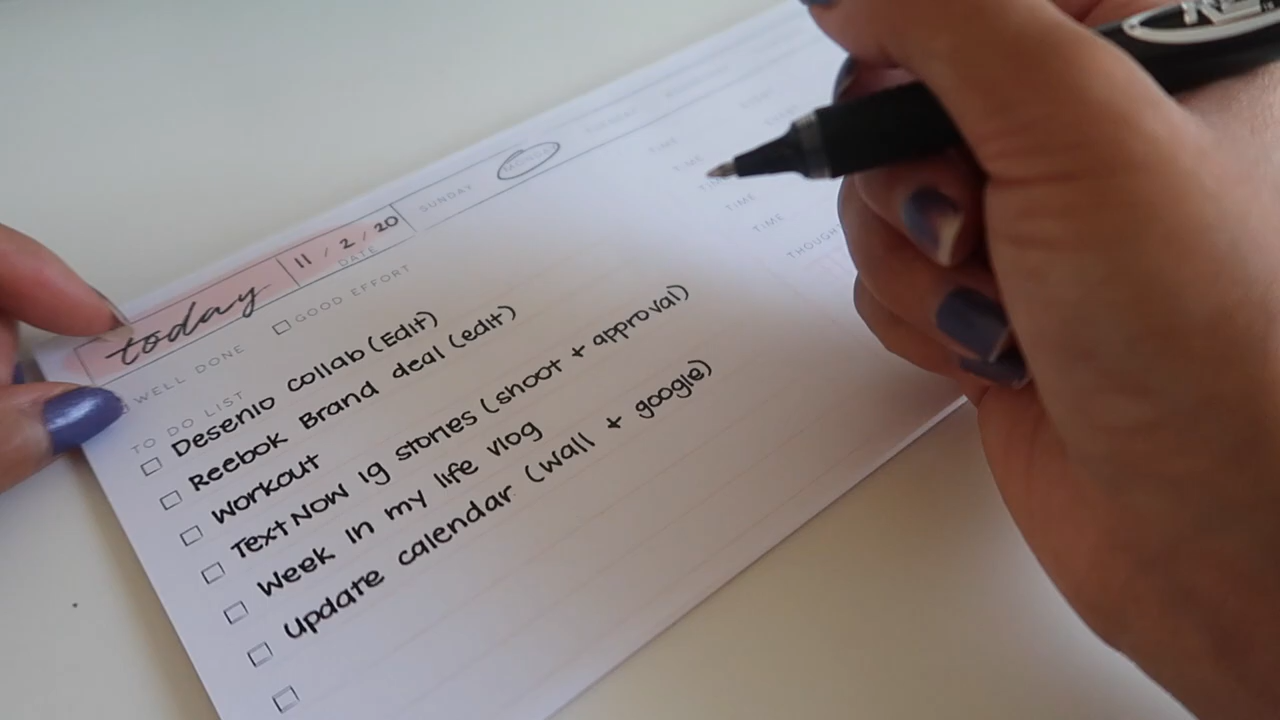 today 11 / 2 / 20 SUNDAY MONDAY
DATE
WELL DONE GOOD EFFORT
TO DO LIST
Desenio collab (Edit)
Reebok Brand deal (edit)
Workout
TextNow ig stories (shoot + approval)
Week in my life vlog
Update calendar (wall + google)
TIME
TIME
TIME
TIME
TIME